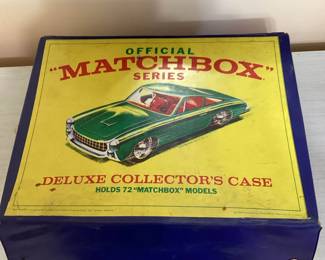 OFFICIAL
"MATCHBOX"
SERIES
DELUXE COLLECTOR'S CASE
HOLDS 72 "MATCHBOX" MODELS